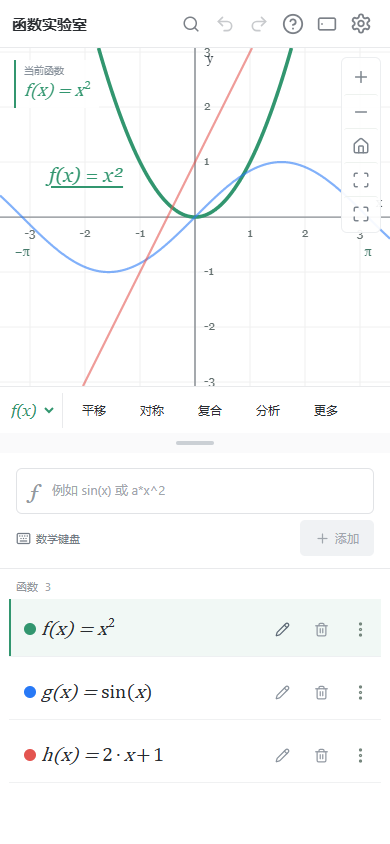 函数实验室
当前函数
f(x) = x²
f(x) = x²
y
3
2
1
-1
-2
-3
-3 -2 -1 1 2 3
−π π
f(x) 平移 对称 复合 分析 更多
f 例如 sin(x) 或 a*x^2
数学键盘 + 添加
函数 3
f(x) = x²
g(x) = sin(x)
h(x) = 2 · x + 1